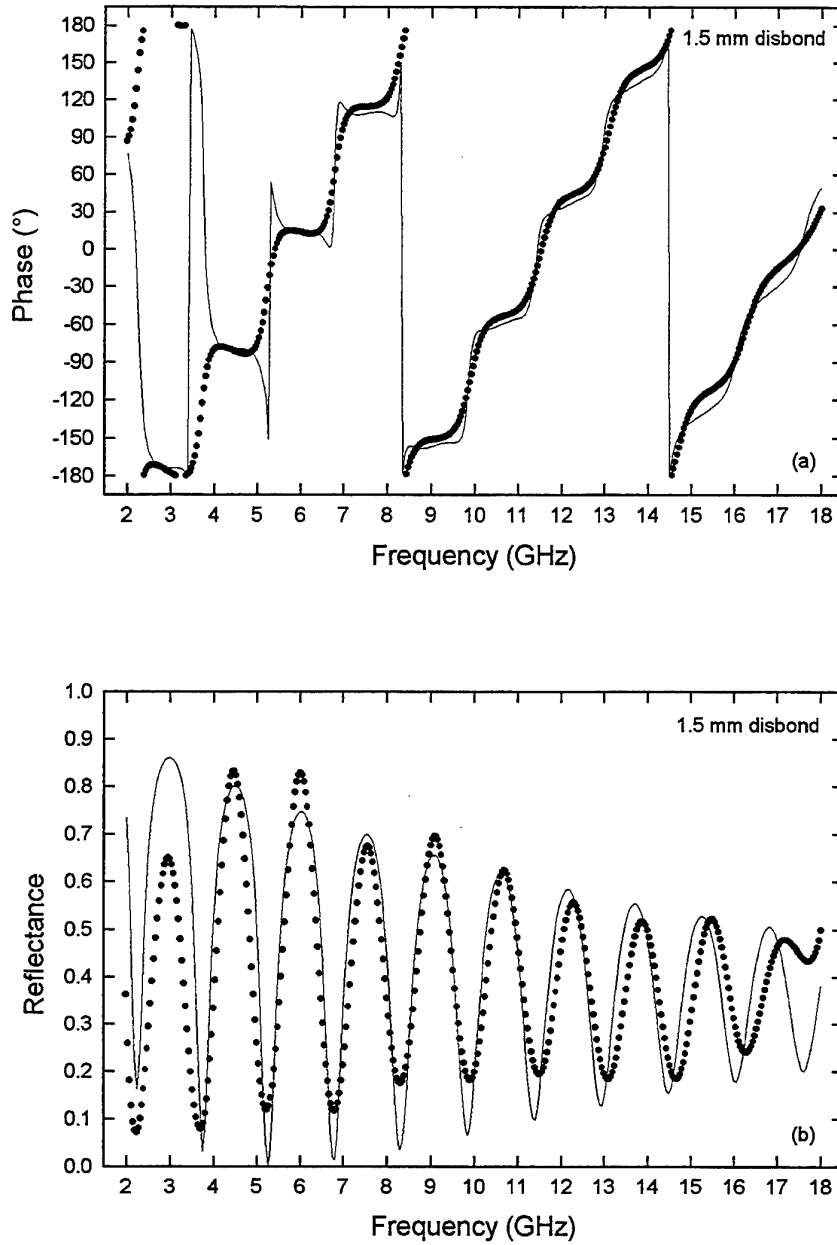 180
150
120
90
60
30
0
-30
-60
-90
-120
-150
-180
Phase (°)
1.5 mm disbond
(a)
2 3 4 5 6 7 8 9 10 11 12 13 14 15 16 17 18
Frequency (GHz)
1.0
0.9
0.8
0.7
0.6
0.5
0.4
0.3
0.2
0.1
0.0
Reflectance
1.5 mm disbond
(b)
2 3 4 5 6 7 8 9 10 11 12 13 14 15 16 17 18
Frequency (GHz)